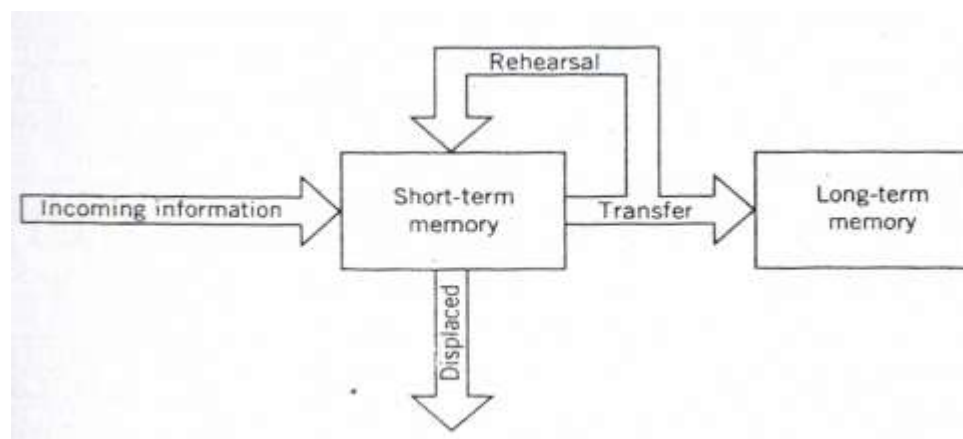 Rehearsal
Incoming information
Short-term
memory
Transfer
Long-term
memory
Displaced